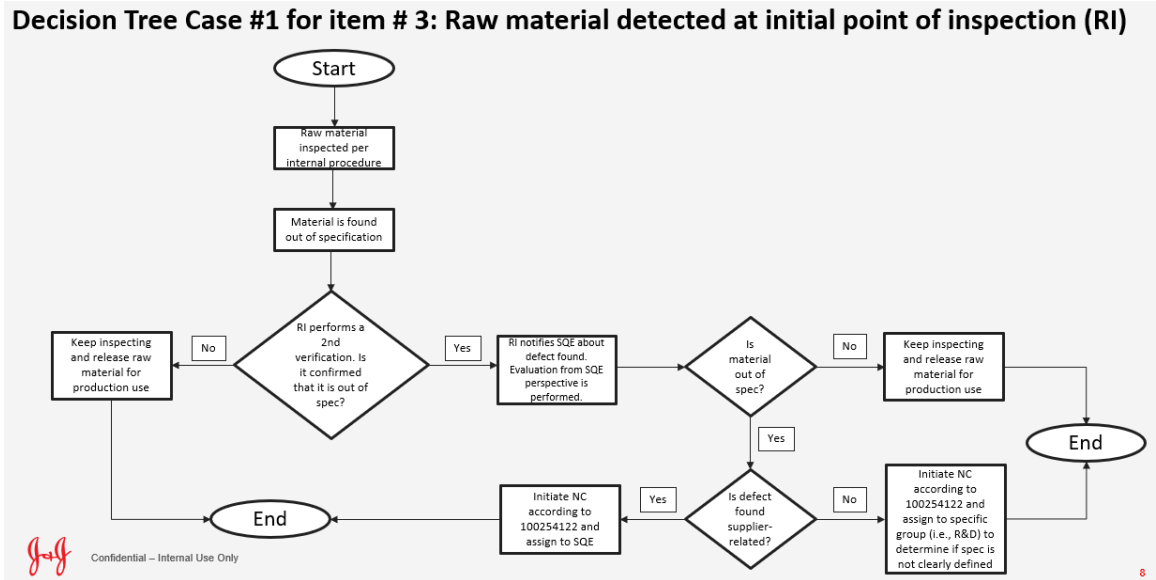 Decision Tree Case #1 for item # 3: Raw material detected at initial point of inspection (RI)
Start
Raw material
inspected per
internal procedure
Material is found
out of specification
RI performs a
2nd
verification. Is
it confirmed
that it is out of
spec?
No
Keep inspecting
and release raw
material for
production use
Yes
RI notifies SQE about
defect found.
Evaluation from SQE
perspective is
performed.
Is
material
out of
spec?
No
Keep inspecting
and release raw
material for
production use
End
Yes
Is defect
found
supplier-
related?
Yes
Initiate NC
according to
100254122 and
assign to SQE
End
No
Initiate NC
according to
100254122 and
assign to specific
group (i.e., R&D) to
determine if spec is
not clearly defined
J&J
Confidential – Internal Use Only
8